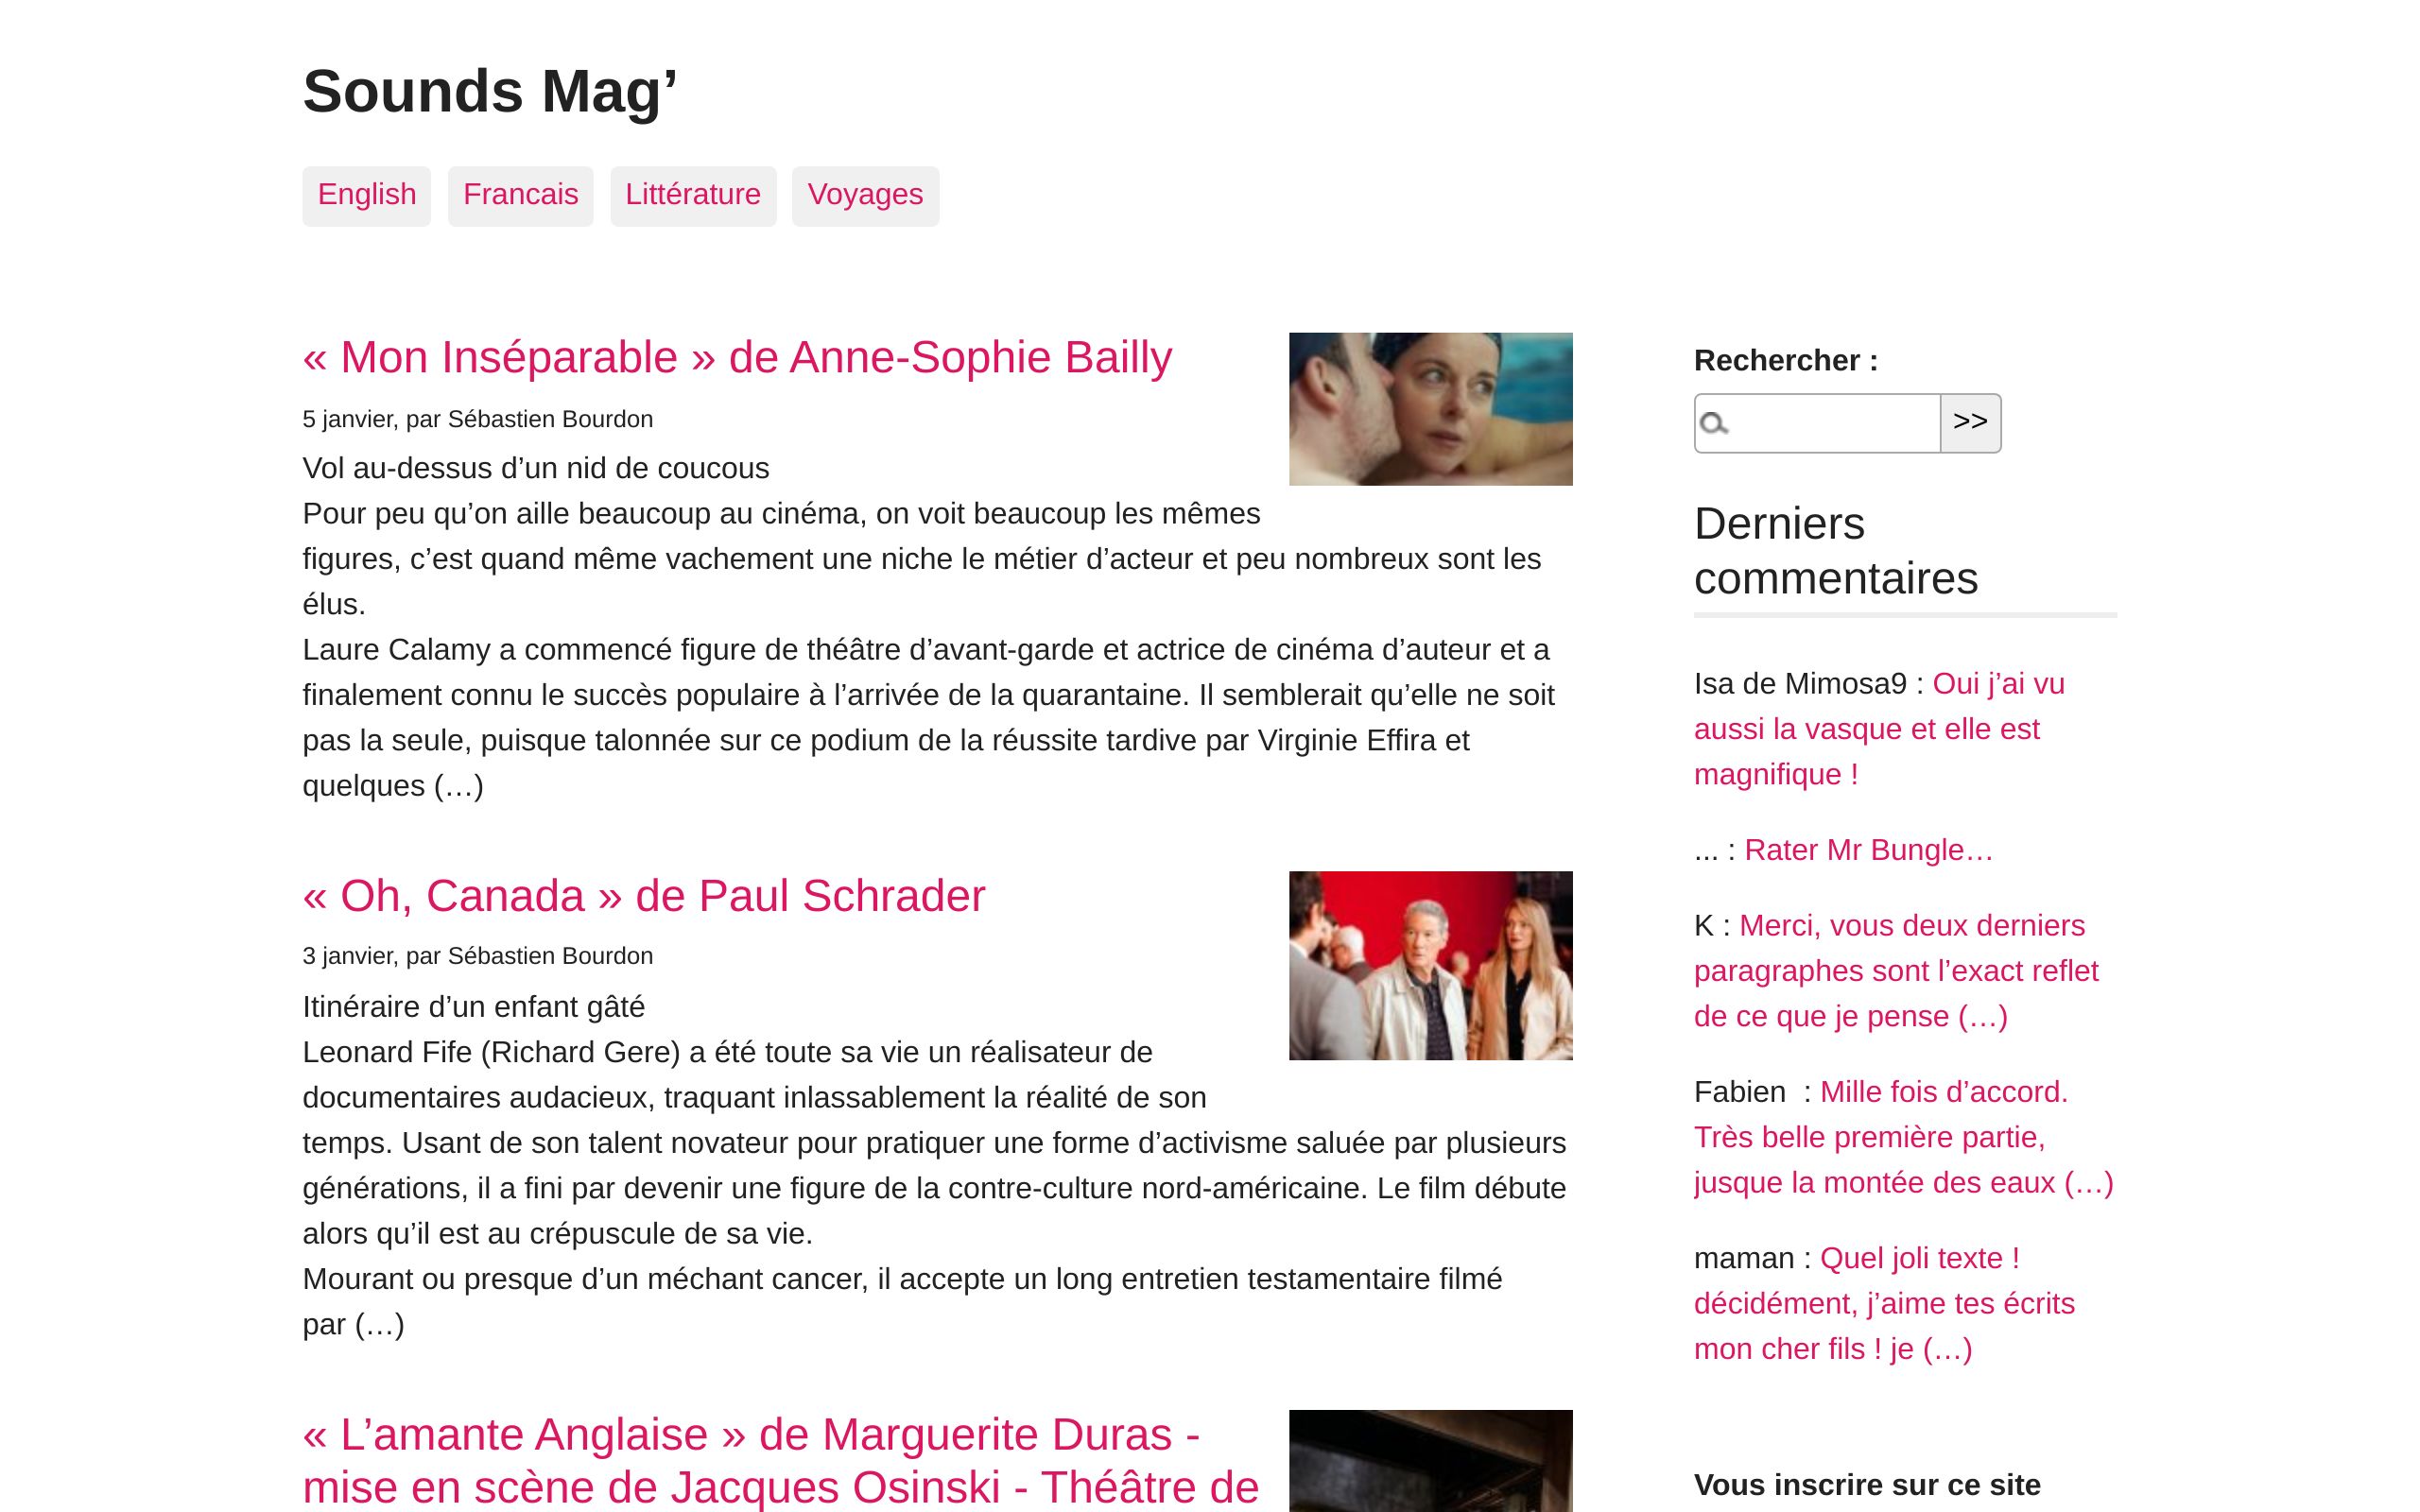 Sounds Mag’
English Francais Littérature Voyages
« Mon Inséparable » de Anne-Sophie Bailly
5 janvier, par Sébastien Bourdon
Vol au-dessus d’un nid de coucous
Pour peu qu’on aille beaucoup au cinéma, on voit beaucoup les mêmes
figures, c’est quand même vachement une niche le métier d’acteur et peu nombreux sont les
élus.
Laure Calamy a commencé figure de théâtre d’avant-garde et actrice de cinéma d’auteur et a
finalement connu le succès populaire à l’arrivée de la quarantaine. Il semblerait qu’elle ne soit
pas la seule, puisque talonnée sur ce podium de la réussite tardive par Virginie Effira et
quelques (…)
« Oh, Canada » de Paul Schrader
3 janvier, par Sébastien Bourdon
Itinéraire d’un enfant gâté
Leonard Fife (Richard Gere) a été toute sa vie un réalisateur de
documentaires audacieux, traquant inlassablement la réalité de son
temps. Usant de son talent novateur pour pratiquer une forme d’activisme saluée par plusieurs
générations, il a fini par devenir une figure de la contre-culture nord-américaine. Le film débute
alors qu’il est au crépuscule de sa vie.
Mourant ou presque d’un méchant cancer, il accepte un long entretien testamentaire filmé
par (…)
« L’amante Anglaise » de Marguerite Duras -
mise en scène de Jacques Osinski - Théâtre de
Rechercher :
>>
Derniers
commentaires
Isa de Mimosa9 : Oui j’ai vu
aussi la vasque et elle est
magnifique !
... : Rater Mr Bungle…
K : Merci, vous deux derniers
paragraphes sont l’exact reflet
de ce que je pense (…)
Fabien  : Mille fois d’accord.
Très belle première partie,
jusque la montée des eaux (…)
maman : Quel joli texte !
décidément, j’aime tes écrits
mon cher fils ! je (…)
Vous inscrire sur ce site